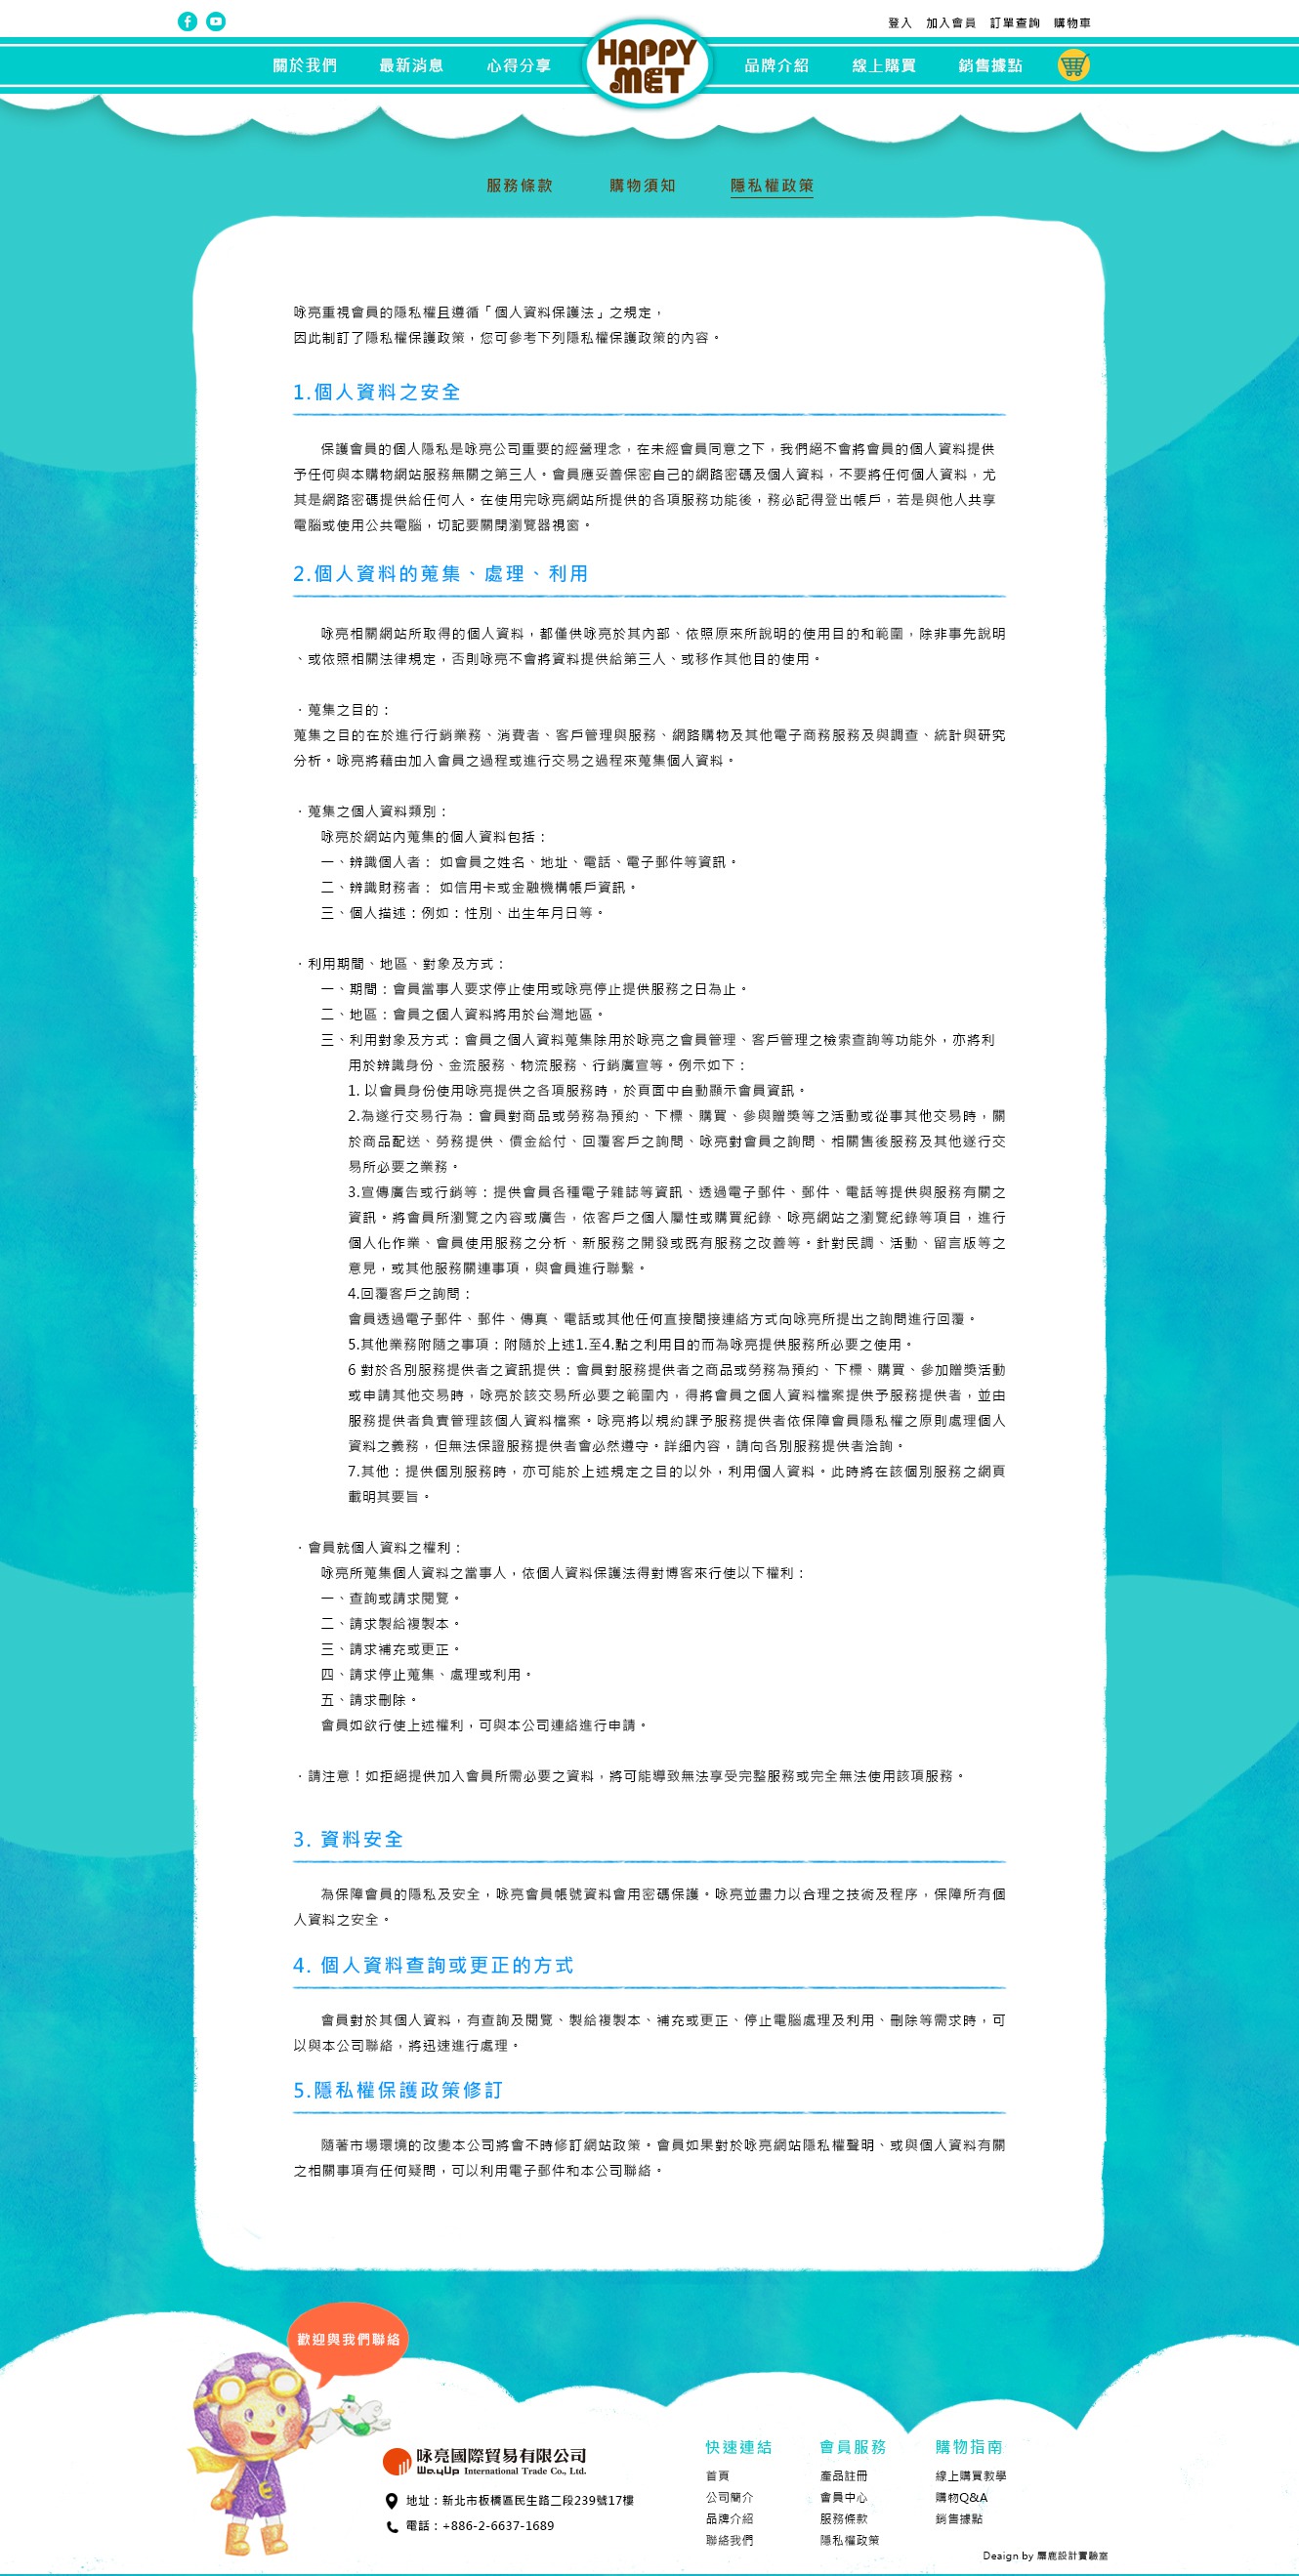 登入 加入會員 訂單查詢 購物車
關於我們 最新消息 心得分享 HAPPY MET 品牌介紹 線上購買 銷售據點
服務條款 購物須知 隱私權政策
咏亮重視會員的隱私權且遵循「個人資料保護法」之規定，
因此制訂了隱私權保護政策，您可參考下列隱私權保護政策的內容。
1.個人資料之安全
保護會員的個人隱私是咏亮公司重要的經營理念，在未經會員同意之下，我們絕不會將會員的個人資料提供
予任何與本購物網站服務無關之第三人。會員應妥善保密自己的網路密碼及個人資料，不要將任何個人資料，尤
其是網路密碼提供給任何人。在使用完咏亮網站所提供的各項服務功能後，務必記得登出帳戶，若是與他人共享
電腦或使用公共電腦，切記要關閉瀏覽器視窗。
2.個人資料的蒐集、處理、利用
咏亮相關網站所取得的個人資料，都僅供咏亮於其內部、依照原來所說明的使用目的和範圍，除非事先說明
、或依照相關法律規定，否則咏亮不會將資料提供給第三人、或移作其他目的使用。
．蒐集之目的：
蒐集之目的在於進行行銷業務、消費者、客戶管理與服務、網路購物及其他電子商務服務及與調查、統計與研究
分析。咏亮將藉由加入會員之過程或進行交易之過程來蒐集個人資料。
．蒐集之個人資料類別：
咏亮於網站內蒐集的個人資料包括：
一、辨識個人者： 如會員之姓名、地址、電話、電子郵件等資訊。
二、辨識財務者： 如信用卡或金融機構帳戶資訊。
三、個人描述：例如：性別、出生年月日等。
．利用期間、地區、對象及方式：
一、期間：會員當事人要求停止使用或咏亮停止提供服務之日為止。
二、地區：會員之個人資料將用於台灣地區。
三、利用對象及方式：會員之個人資料蒐集除用於咏亮之會員管理、客戶管理之檢索查詢等功能外，亦將利
用於辨識身份、金流服務、物流服務、行銷廣宣等。例示如下：
1. 以會員身份使用咏亮提供之各項服務時，於頁面中自動顯示會員資訊。
2.為遂行交易行為：會員對商品或勞務為預約、下標、購買、參與贈獎等之活動或從事其他交易時，關
於商品配送、勞務提供、價金給付、回覆客戶之詢問、咏亮對會員之詢問、相關售後服務及其他遂行交
易所必要之業務。
3.宣傳廣告或行銷等：提供會員各種電子雜誌等資訊、透過電子郵件、郵件、電話等提供與服務有關之
資訊。將會員所瀏覽之內容或廣告，依客戶之個人屬性或購買紀錄、咏亮網站之瀏覽紀錄等項目，進行
個人化作業、會員使用服務之分析、新服務之開發或既有服務之改善等。針對民調、活動、留言版等之
意見，或其他服務關連事項，與會員進行聯繫。
4.回覆客戶之詢問：
會員透過電子郵件、郵件、傳真、電話或其他任何直接間接連絡方式向咏亮所提出之詢問進行回覆。
5.其他業務附隨之事項：附隨於上述1.至4.點之利用目的而為咏亮提供服務所必要之使用。
6 對於各別服務提供者之資訊提供：會員對服務提供者之商品或勞務為預約、下標、購買、參加贈獎活動
或申請其他交易時，咏亮於該交易所必要之範圍內，得將會員之個人資料檔案提供予服務提供者，並由
服務提供者負責管理該個人資料檔案。咏亮將以規約課予服務提供者依保障會員隱私權之原則處理個人
資料之義務，但無法保證服務提供者會必然遵守。詳細內容，請向各別服務提供者洽詢。
7.其他：提供個別服務時，亦可能於上述規定之目的以外，利用個人資料。此時將在該個別服務之網頁
載明其要旨。
．會員就個人資料之權利：
咏亮所蒐集個人資料之當事人，依個人資料保護法得對博客來行使以下權利：
一、查詢或請求閱覽。
二、請求製給複製本。
三、請求補充或更正。
四、請求停止蒐集、處理或利用。
五、請求刪除。
會員如欲行使上述權利，可與本公司連絡進行申請。
．請注意！如拒絕提供加入會員所需必要之資料，將可能導致無法享受完整服務或完全無法使用該項服務。
3. 資料安全
為保障會員的隱私及安全，咏亮會員帳號資料會用密碼保護。咏亮並盡力以合理之技術及程序，保障所有個
人資料之安全。
4. 個人資料查詢或更正的方式
會員對於其個人資料，有查詢及閱覽、製給複製本、補充或更正、停止電腦處理及利用、刪除等需求時，可
以與本公司聯絡，將迅速進行處理。
5.隱私權保護政策修訂
隨著市場環境的改變本公司將會不時修訂網站政策。會員如果對於咏亮網站隱私權聲明、或與個人資料有關
之相關事項有任何疑問，可以利用電子郵件和本公司聯絡。
歡迎與我們聯絡
咏亮國際貿易有限公司
WayUp International Trade Co., Ltd.
地址：新北市板橋區民生路二段239號17樓
電話：+886-2-6637-1689
快速連結 會員服務 購物指南
首頁 產品註冊 線上購買教學
公司簡介 會員中心 購物Q&A
品牌介紹 服務條款 銷售據點
聯絡我們 隱私權政策
Deaign by 麋鹿設計實驗室